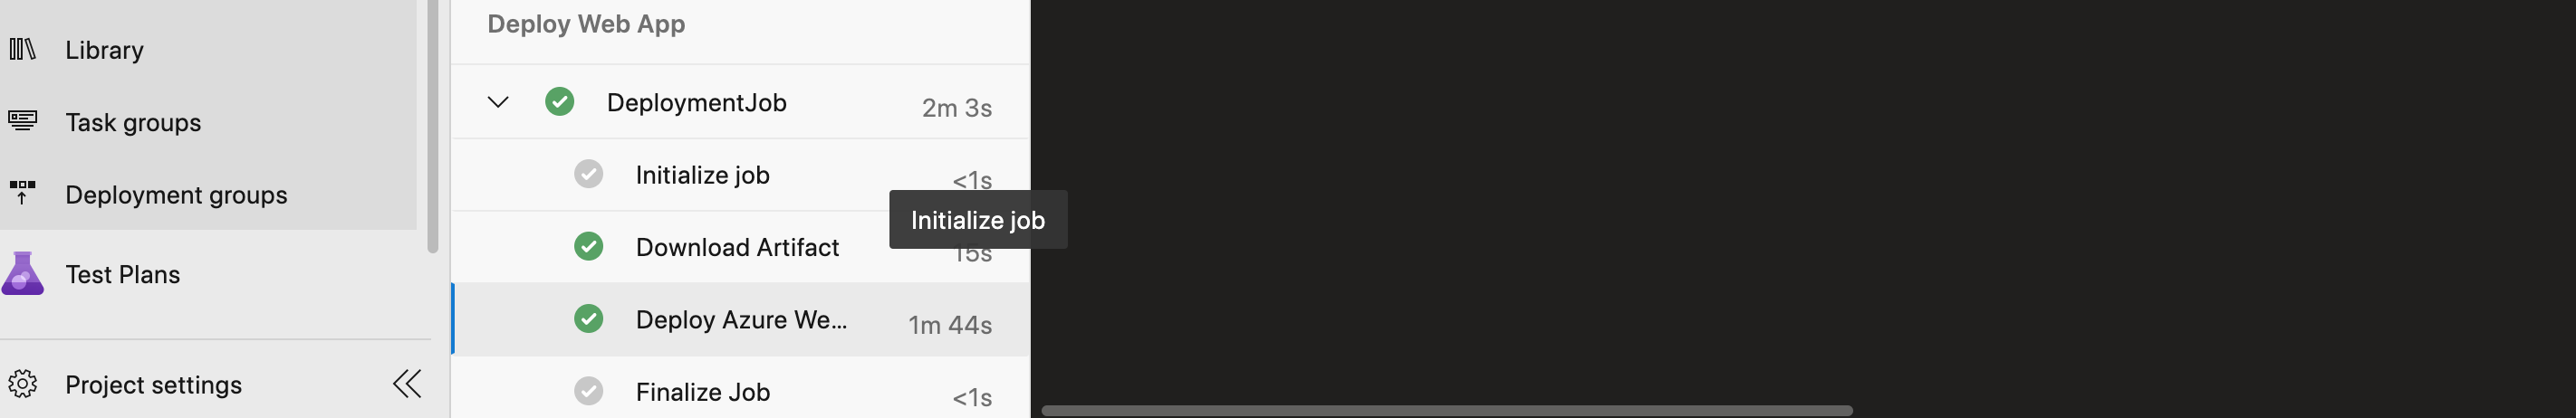 Library
Task groups
Deployment groups
Test Plans
Project settings
Deploy Web App
DeploymentJob 2m 3s
Initialize job <1s
Initialize job
Download Artifact 15s
Deploy Azure We... 1m 44s
Finalize Job <1s